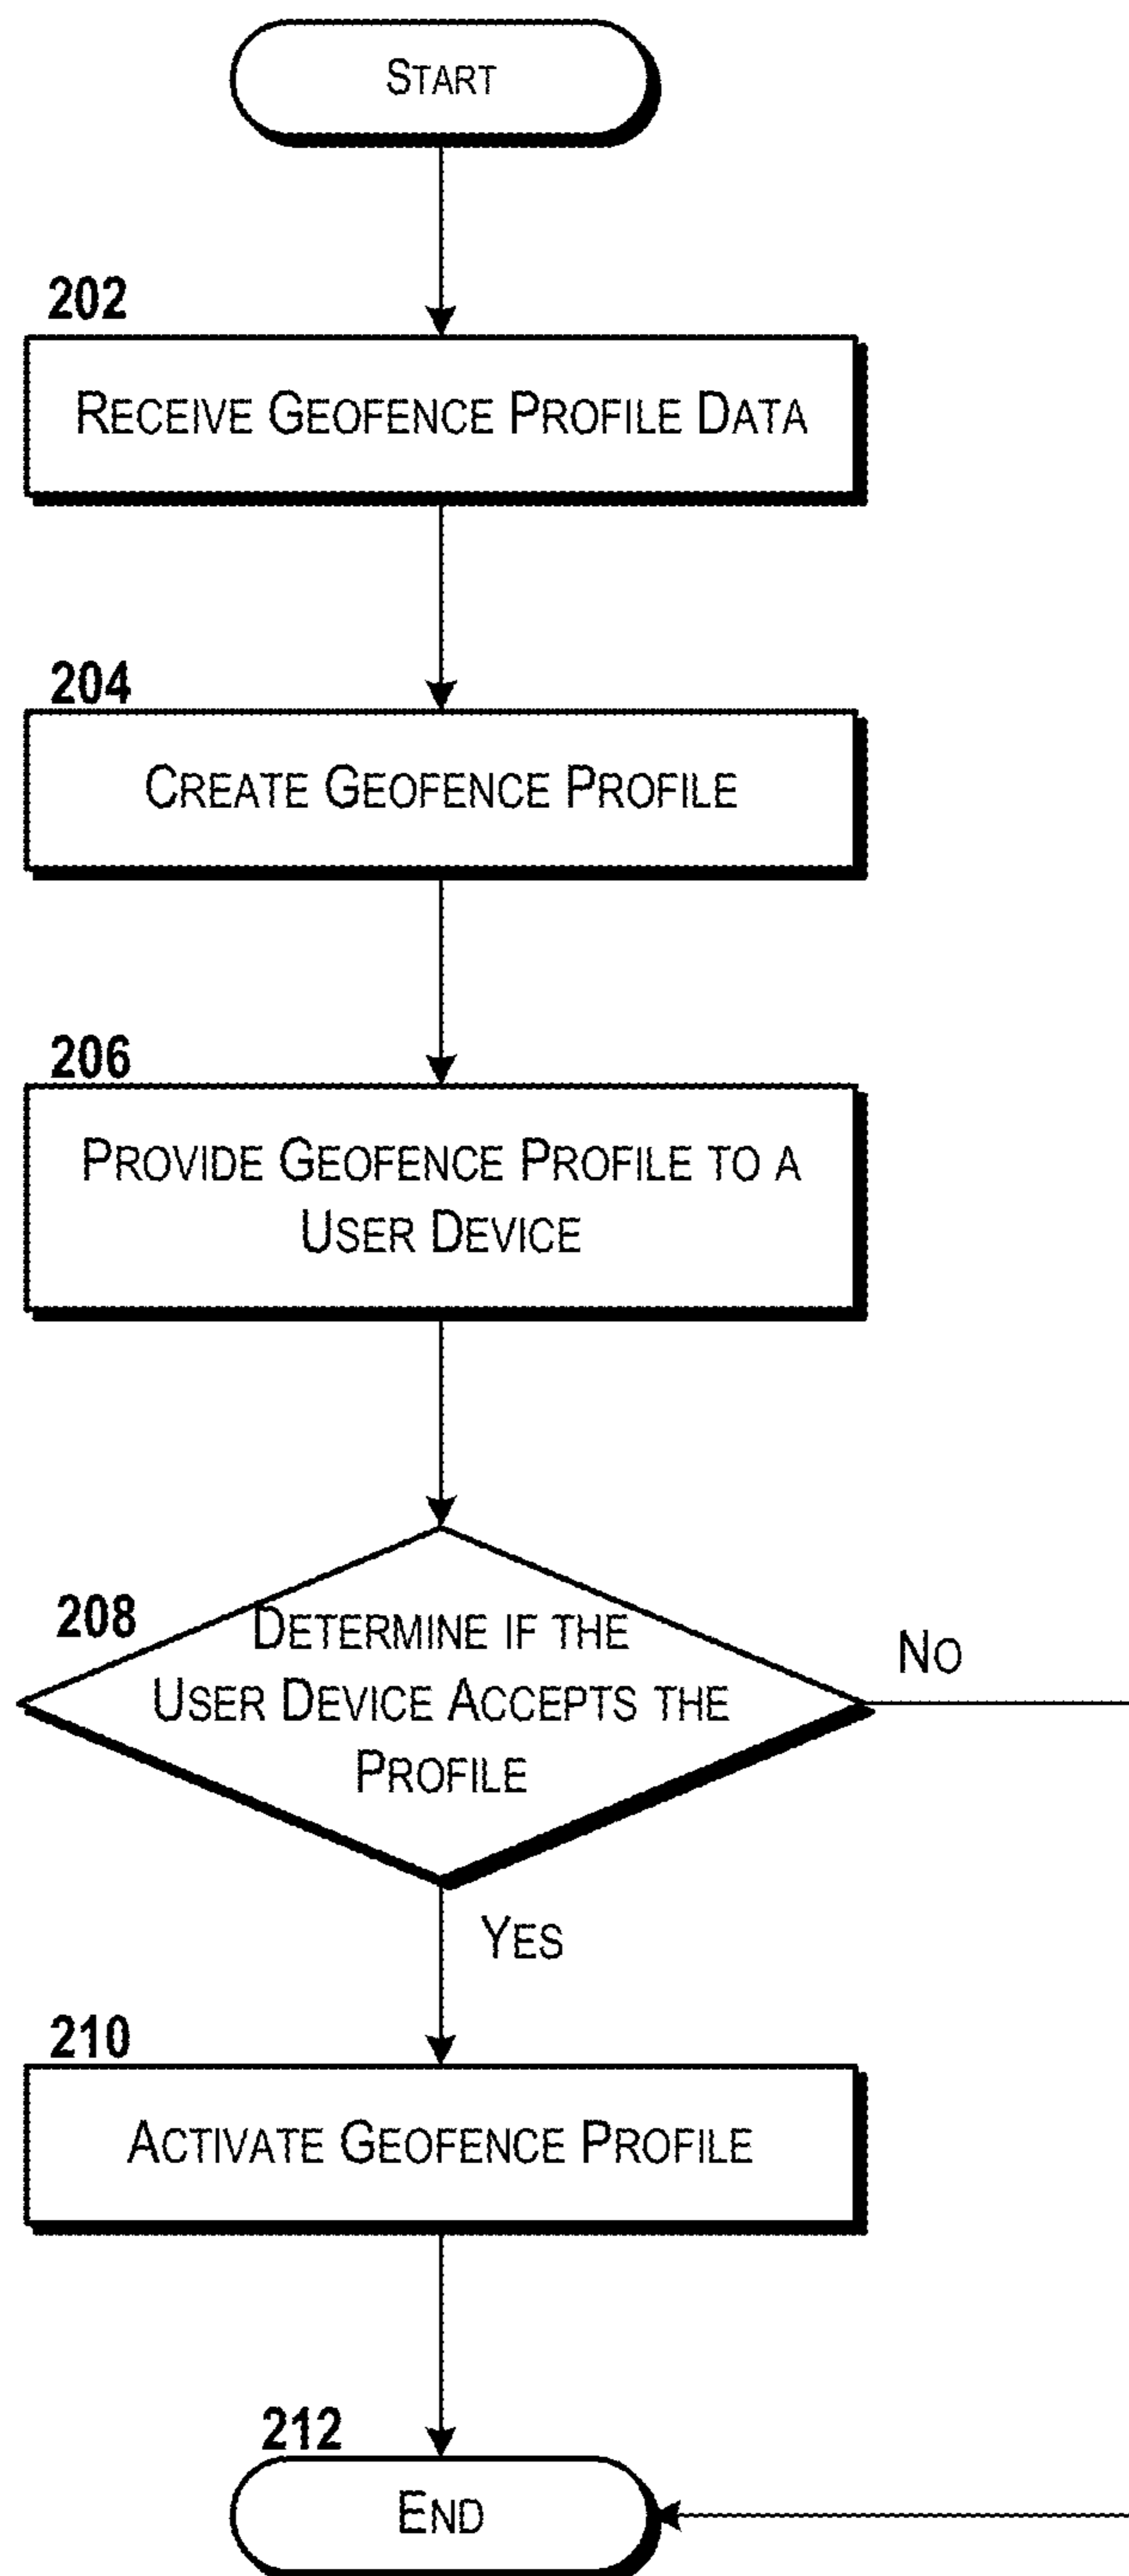 START
202
RECEIVE GEOFENCE PROFILE DATA
204
CREATE GEOFENCE PROFILE
206
PROVIDE GEOFENCE PROFILE TO A
USER DEVICE
208
DETERMINE IF THE
USER DEVICE ACCEPTS THE
PROFILE
NO
YES
210
ACTIVATE GEOFENCE PROFILE
212
END